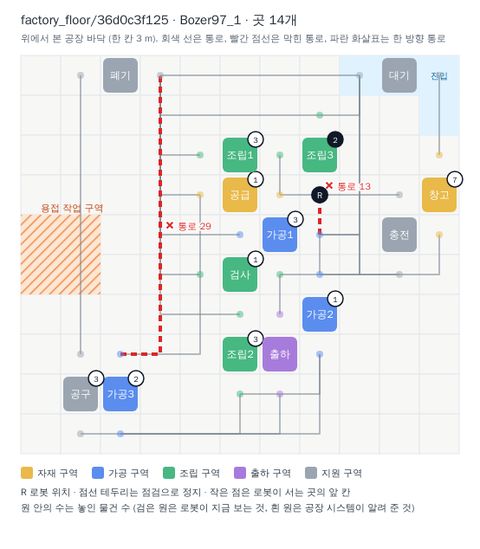 factory_floor/36d0c3f125 · Bozer97_1 · 곳 14개
위에서 본 공장 바닥 (한 칸 3 m). 회색 선은 통로, 빨간 점선은 막힌 통로, 파란 화살표는 한 방향 통로
폐기 대기
조립1 3 조립3 2
공급 1 R 통로 13 창고 7
용접 작업 구역
통로 29 가공1 3 충전
검사 1
가공2 1
조립2 3 출하
공구 3 가공3 2
자재 구역 가공 구역 조립 구역 출하 구역 지원 구역
R 로봇 위치 · 점선 테두리는 점검으로 정지 · 작은 점은 로봇이 서는 곳의 앞 칸
원 안의 수는 놓인 물건 수 (검은 원은 로봇이 지금 보는 것, 흰 원은 공장 시스템이 알려 준 것)